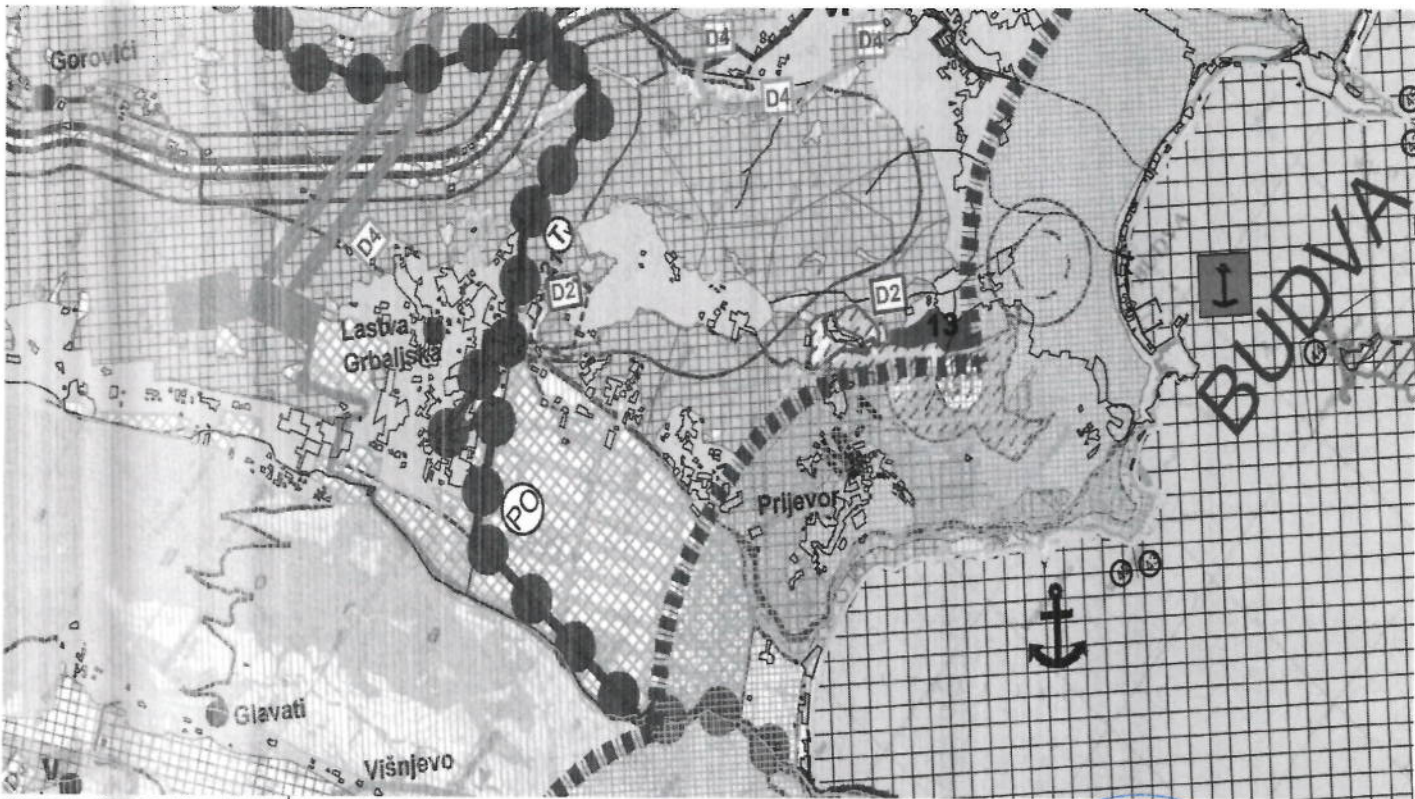 Gorovići
D4
D4
D4
D4
T
D2
D2
Lastva
Grbaljska
13
BUDVA
PO
Prijevor
Glavati
Višnjevo